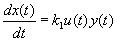 dx(t)/dt = k₁u(t)y(t)